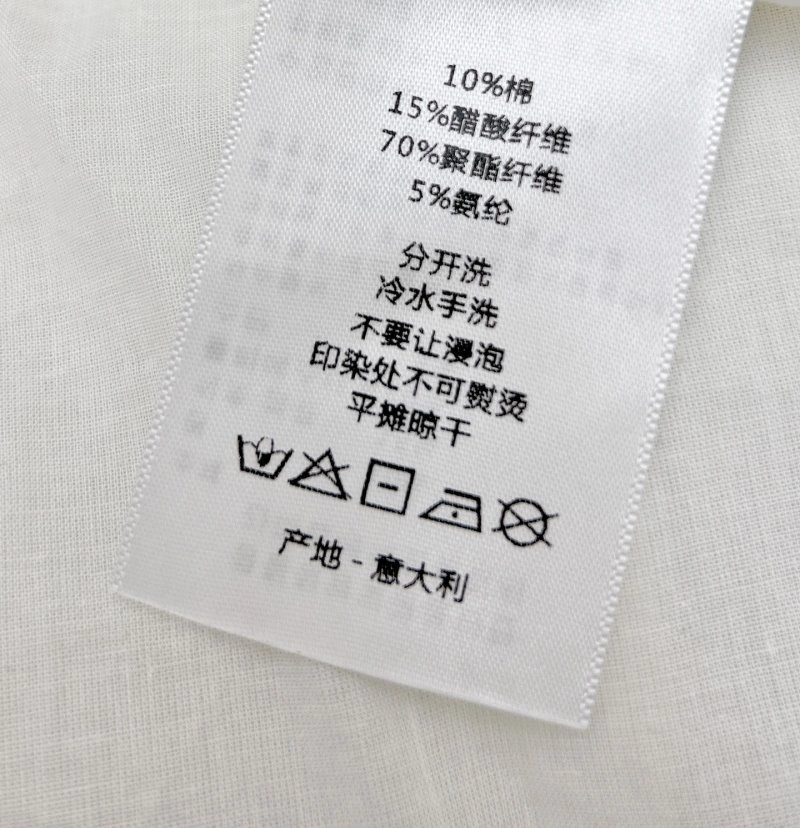 10%棉
15%醋酸纤维
70%聚酯纤维
5%氨纶
分开洗
冷水手洗
不要让浸泡
印染处不可熨烫
平摊晾干
产地 - 意大利